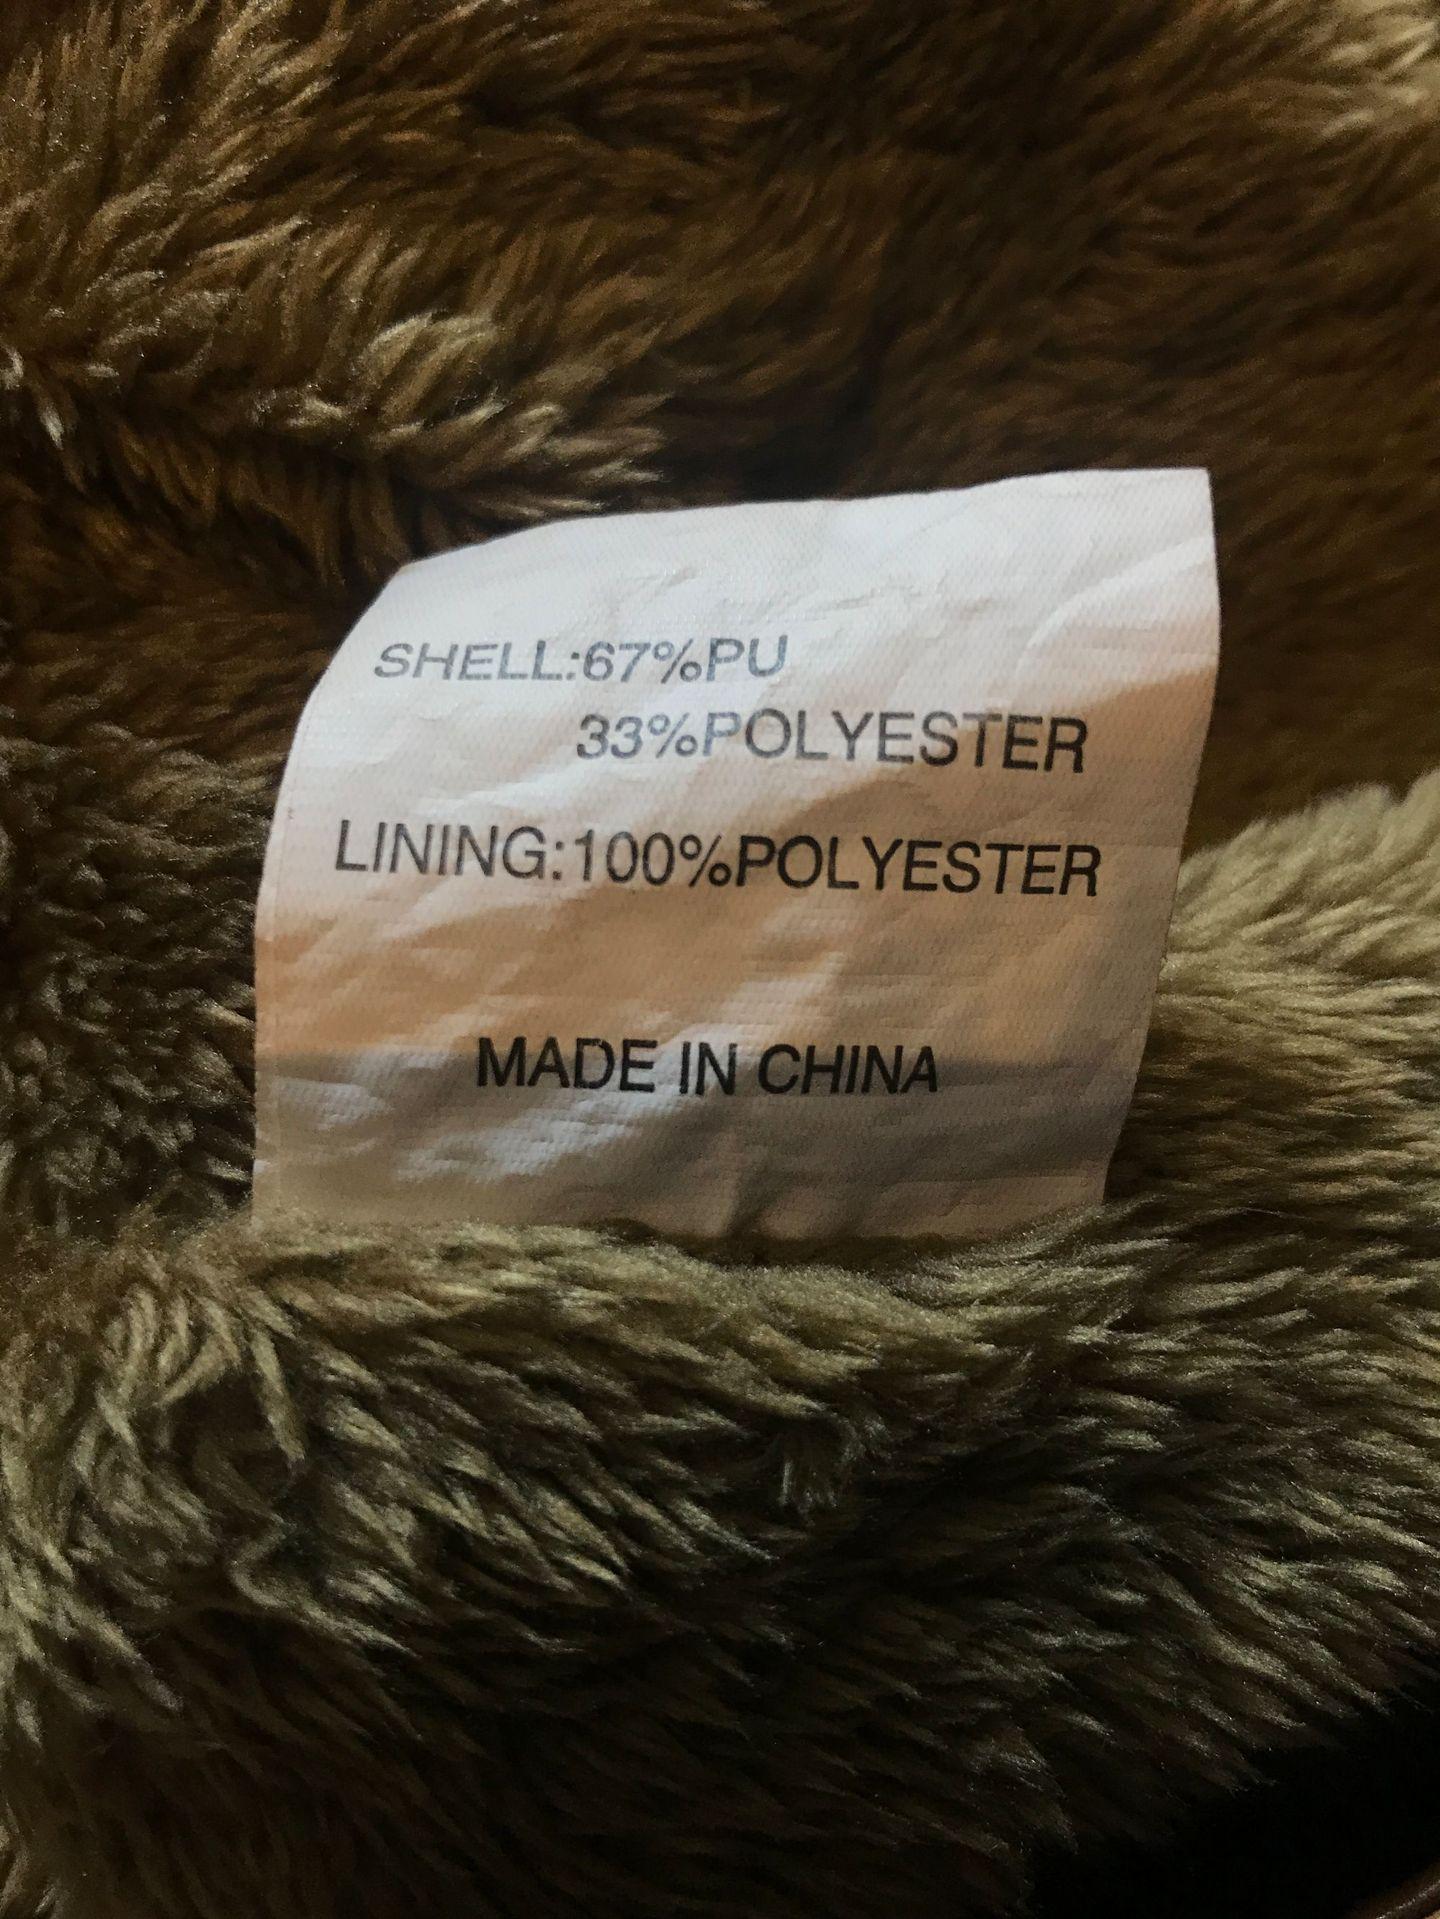 SHELL:67%PU
33%POLYESTER
LINING:100%POLYESTER
MADE IN CHINA